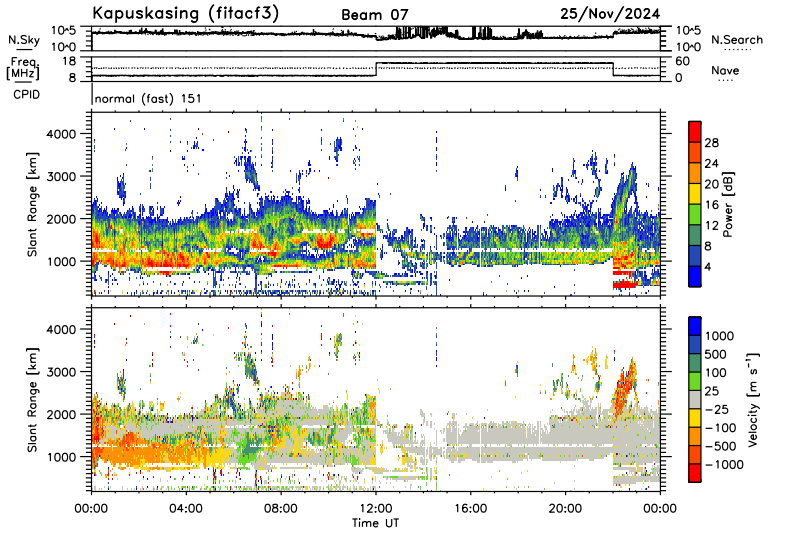 Kapuskasing (fitacf3) Beam 07 25/Nov/2024
N.Sky 10^5 10^0 10^5 10^0 N.Search
Freq. [MHz] 18 8 60 0 Nave
CPID normal (fast) 151
Slant Range [km] 4000 3000 2000 1000
Power [dB] 28 24 20 16 12 8 4
Slant Range [km] 4000 3000 2000 1000
Velocity [m s⁻¹] 1000 500 100 25 −25 −100 −500 −1000
00:00 04:00 08:00 12:00 16:00 20:00 00:00
Time UT